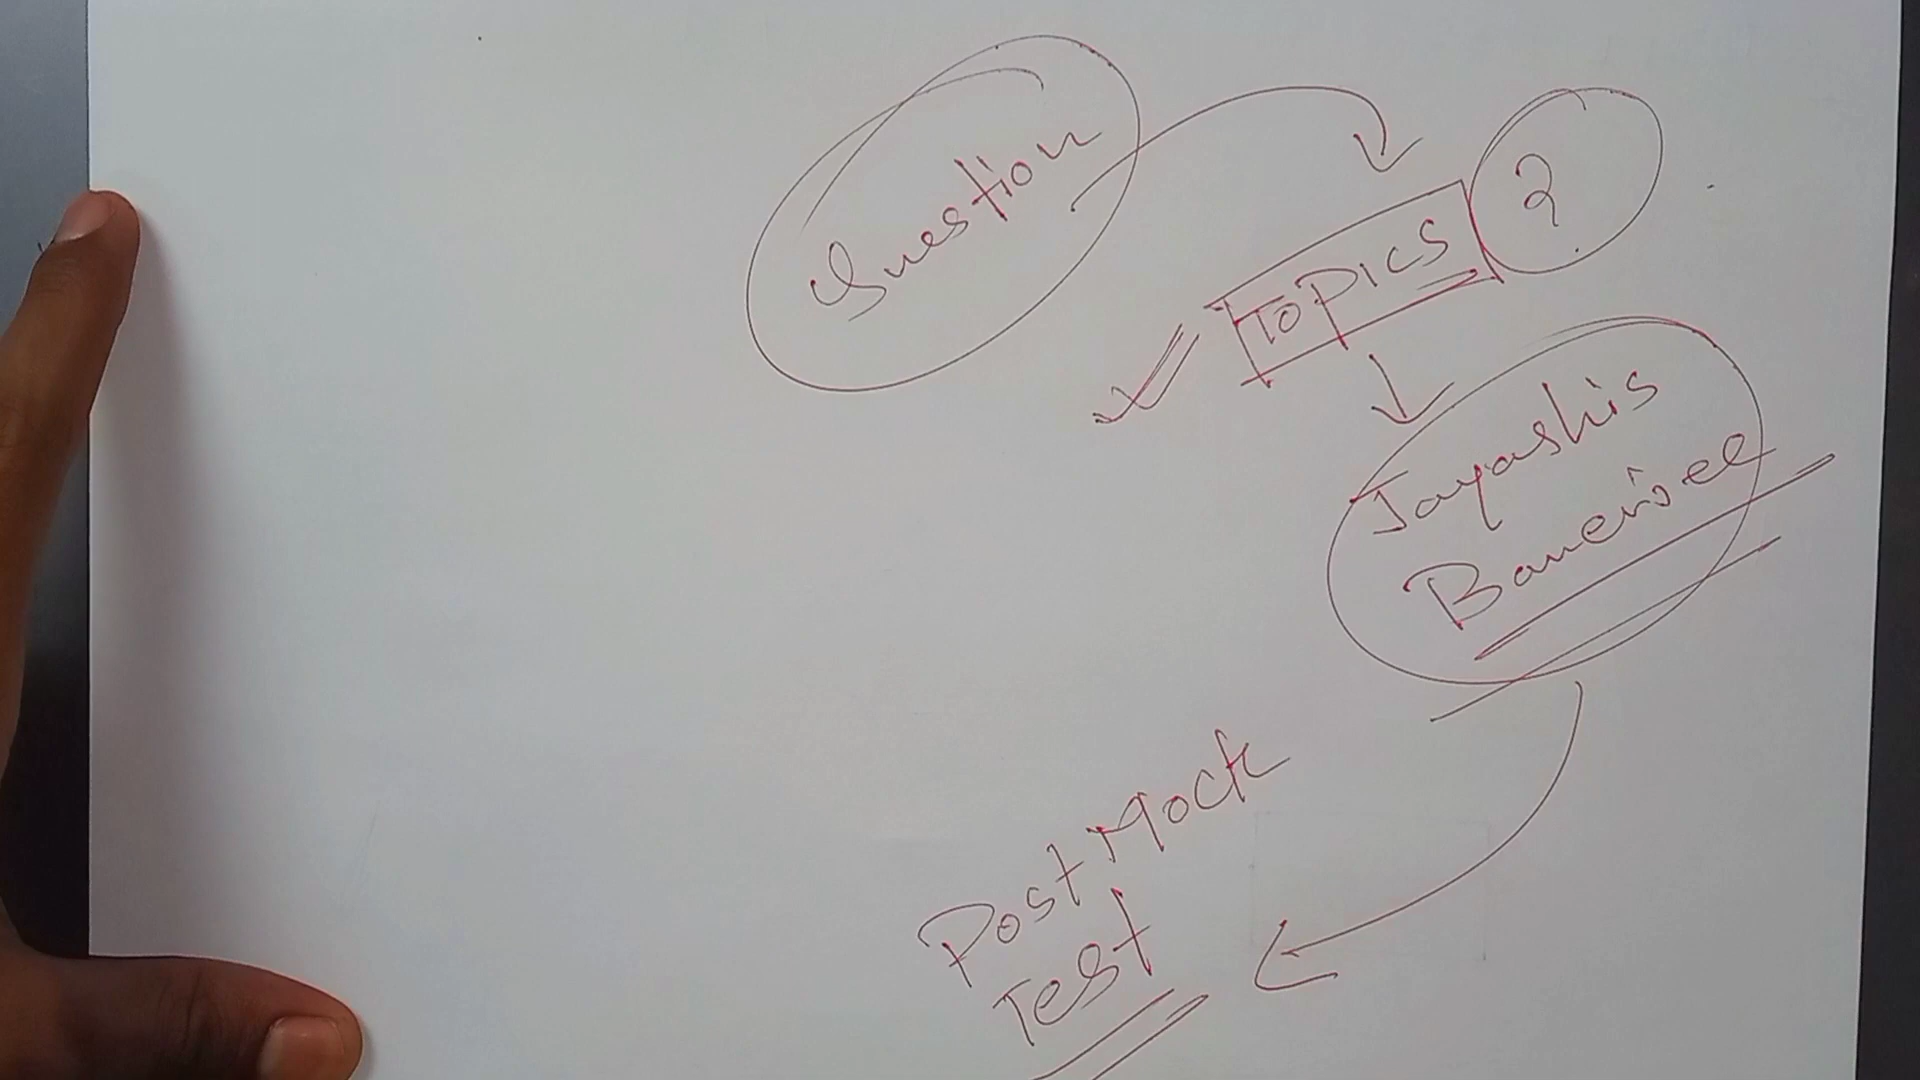 Question
TOPICS ?
Jayashis
Banerjee
Post Mock
Test